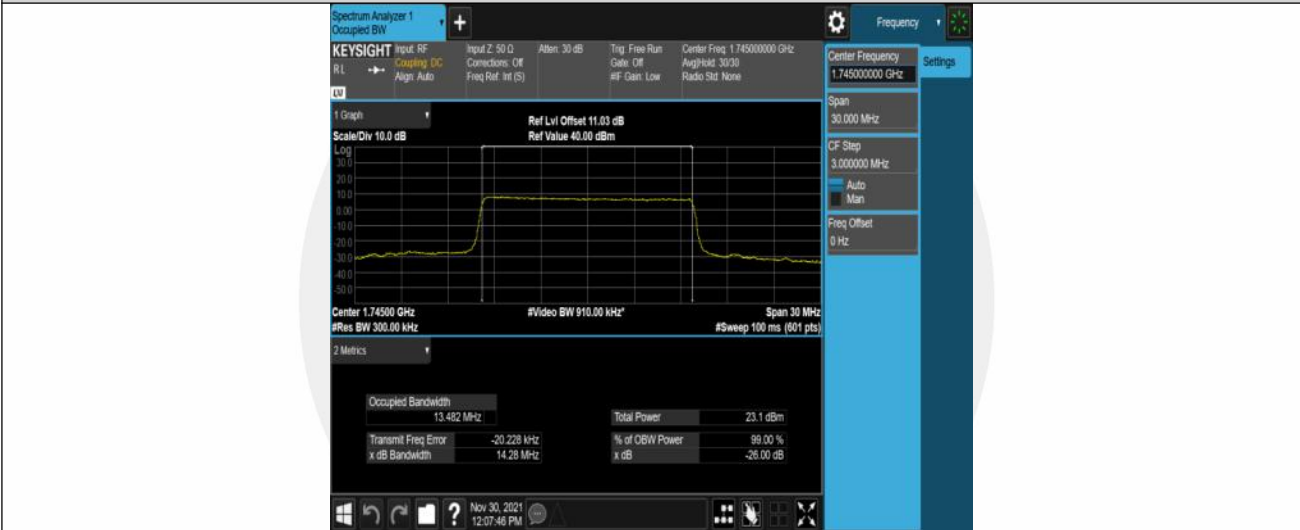 Spectrum Analyzer 1
Occupied BW
Frequency
KEYSIGHT
RL
Input: RF
Coupling: DC
Align: Auto
Input Z: 50 Ω
Corrections: Off
Freq Ref: Int (S)
Atten: 30 dB
Trig: Free Run
Gate: Off
#IF Gain: Low
Center Freq: 1.745000000 GHz
Avg|Hold: 30/30
Radio Std: None
Center Frequency
1.745000000 GHz
Settings
Span
30.000 MHz
CF Step
3.000000 MHz
Auto
Man
Freq Offset
0 Hz
1 Graph
Ref Lvl Offset 11.03 dB
Scale/Div 10.0 dB
Ref Value 40.00 dBm
Log
30.0
20.0
10.0
0.00
-10.0
-20.0
-30.0
-40.0
-50.0
Center 1.74500 GHz
#Video BW 910.00 kHz*
Span 30 MHz
#Res BW 300.00 kHz
#Sweep 100 ms (601 pts)
2 Metrics
Occupied Bandwidth
13.482 MHz
Total Power 23.1 dBm
Transmit Freq Error -20.228 kHz
% of OBW Power 99.00 %
x dB Bandwidth 14.28 MHz
x dB -26.00 dB
?
Nov 30, 2021
12:07:46 PM